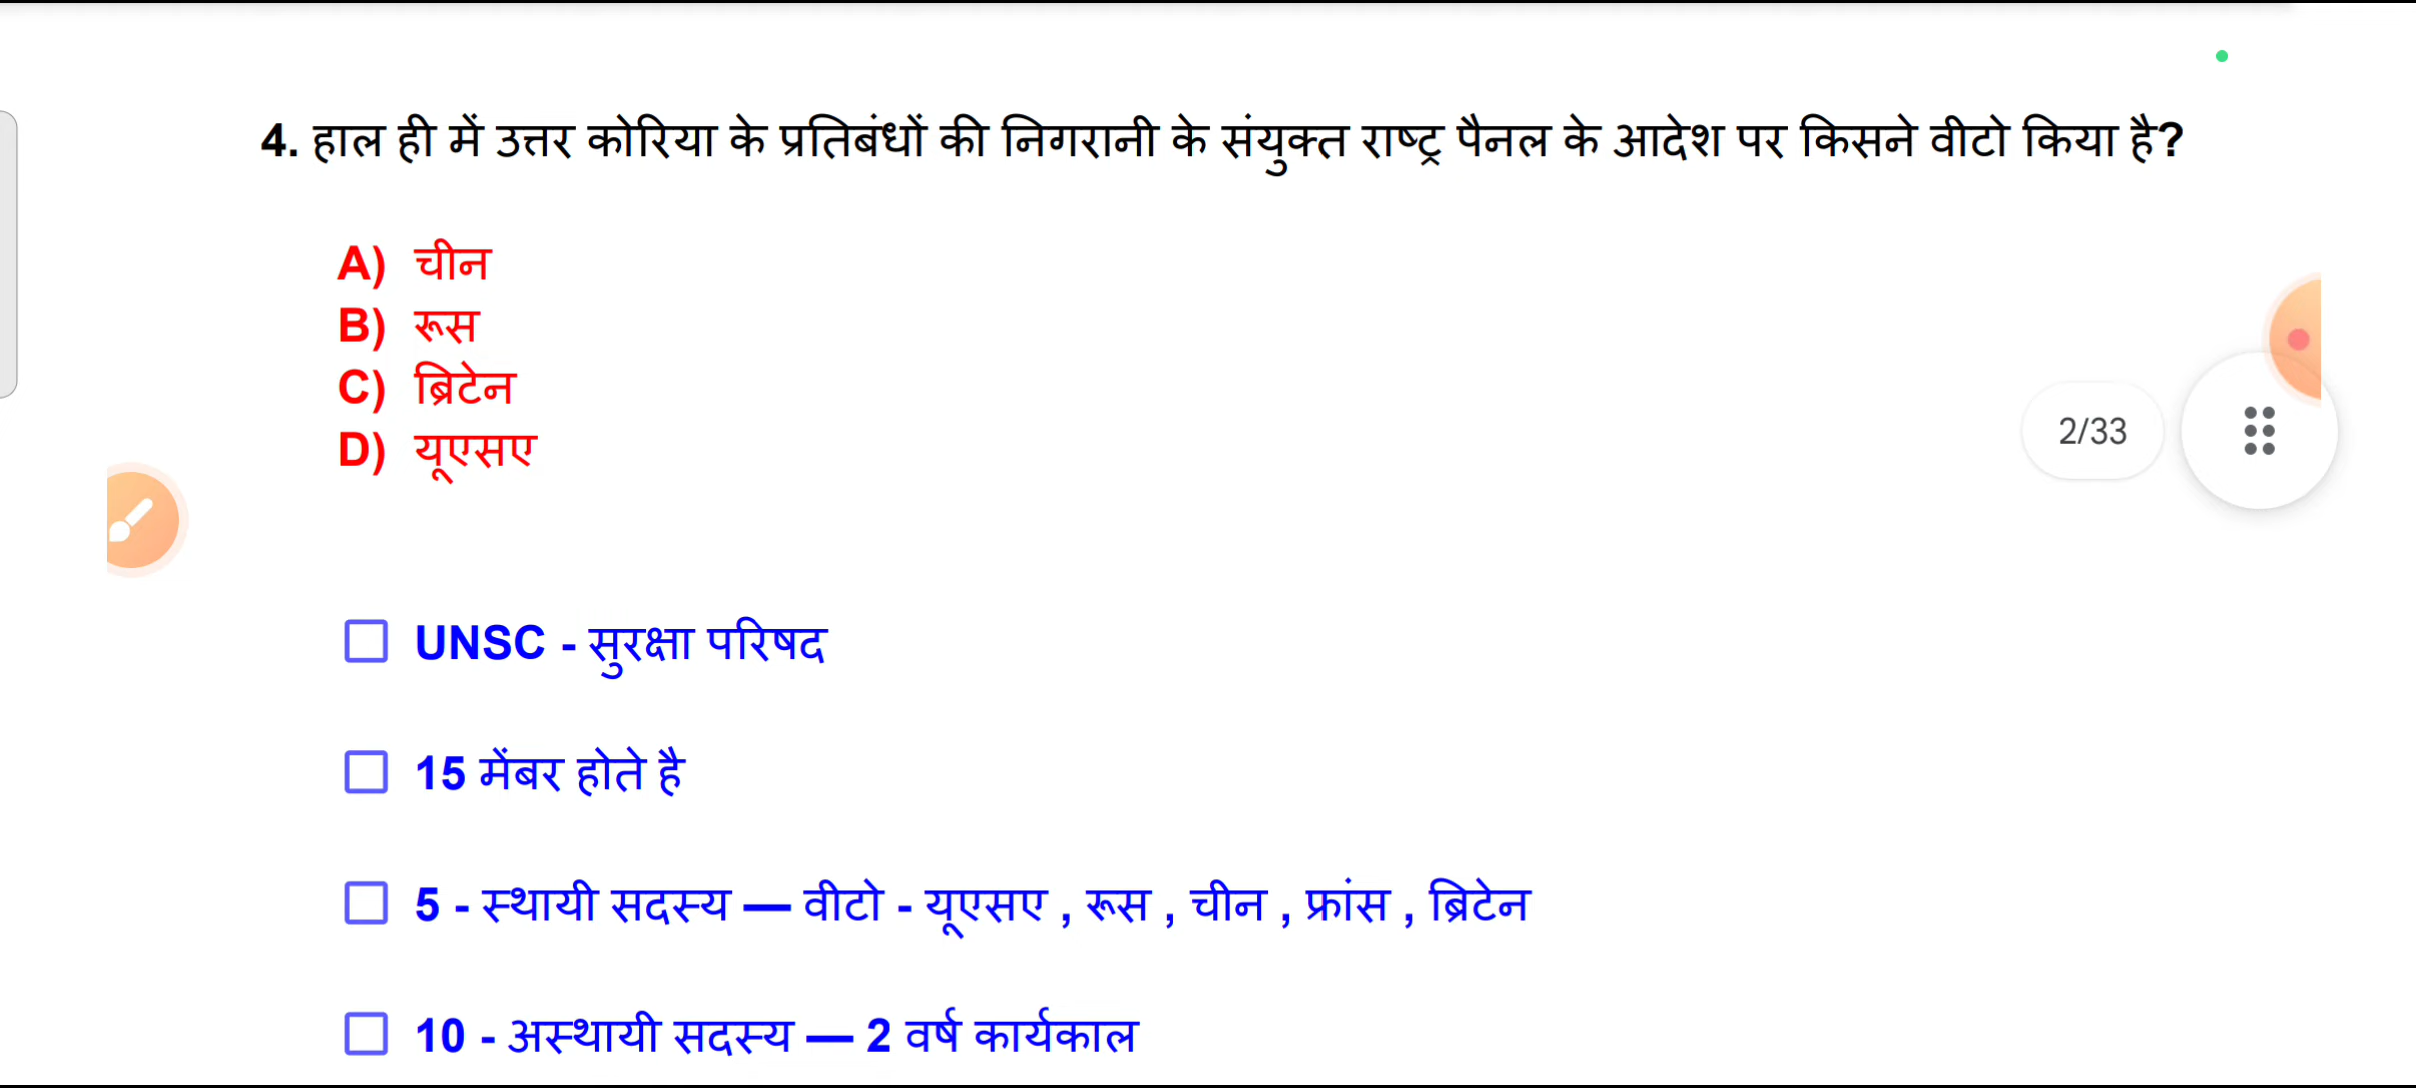 4. हाल ही में उत्तर कोरिया के प्रतिबंधों की निगरानी के संयुक्त राष्ट्र पैनल के आदेश पर किसने वीटो किया है?
A) चीन
B) रूस
C) ब्रिटेन
D) यूएसए
2/33
UNSC - सुरक्षा परिषद
15 मेंबर होते है
5 - स्थायी सदस्य — वीटो - यूएसए , रूस , चीन , फ्रांस , ब्रिटेन
10 - अस्थायी सदस्य — 2 वर्ष कार्यकाल